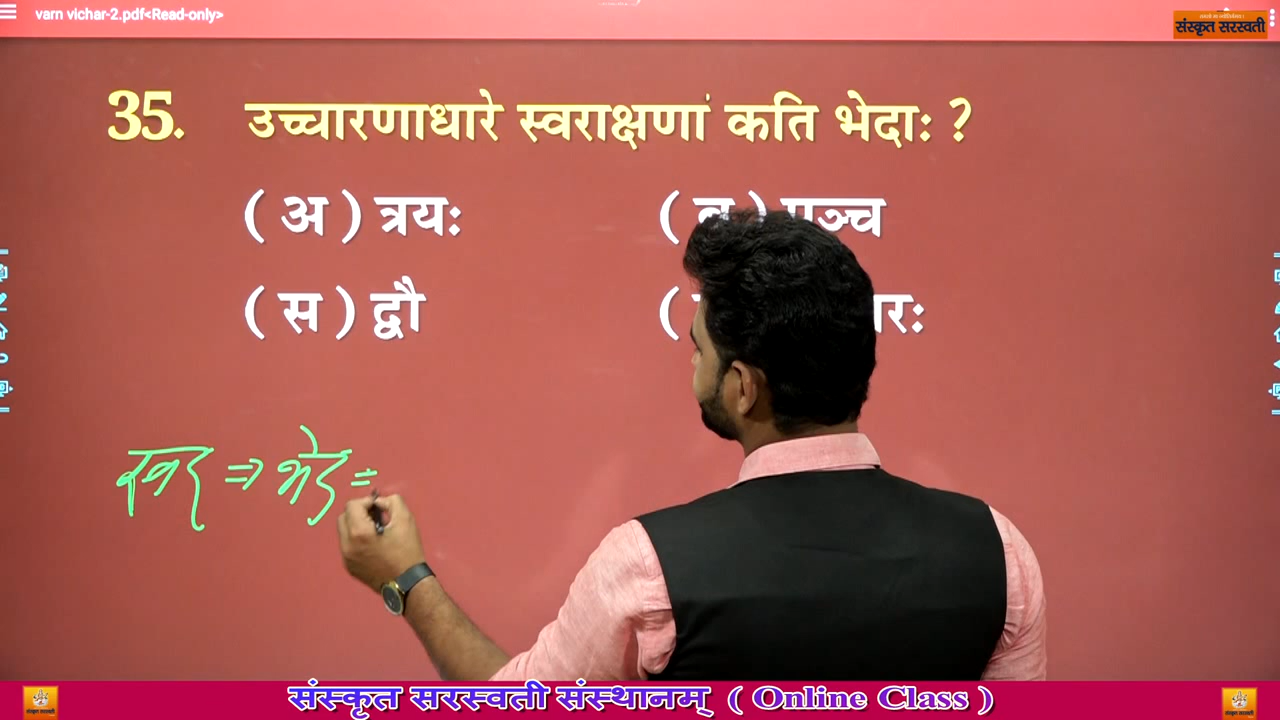 varn vichar-2.pdf<Read-only>
संस्कृत सरस्वती
35. उच्चारणाधारे स्वराक्षणां कति भेदाः ?
( अ ) त्रयः
( स ) द्वौ
स्वर ⇒ भेद =
संस्कृत सरस्वती संस्थानम् ( Online Class )